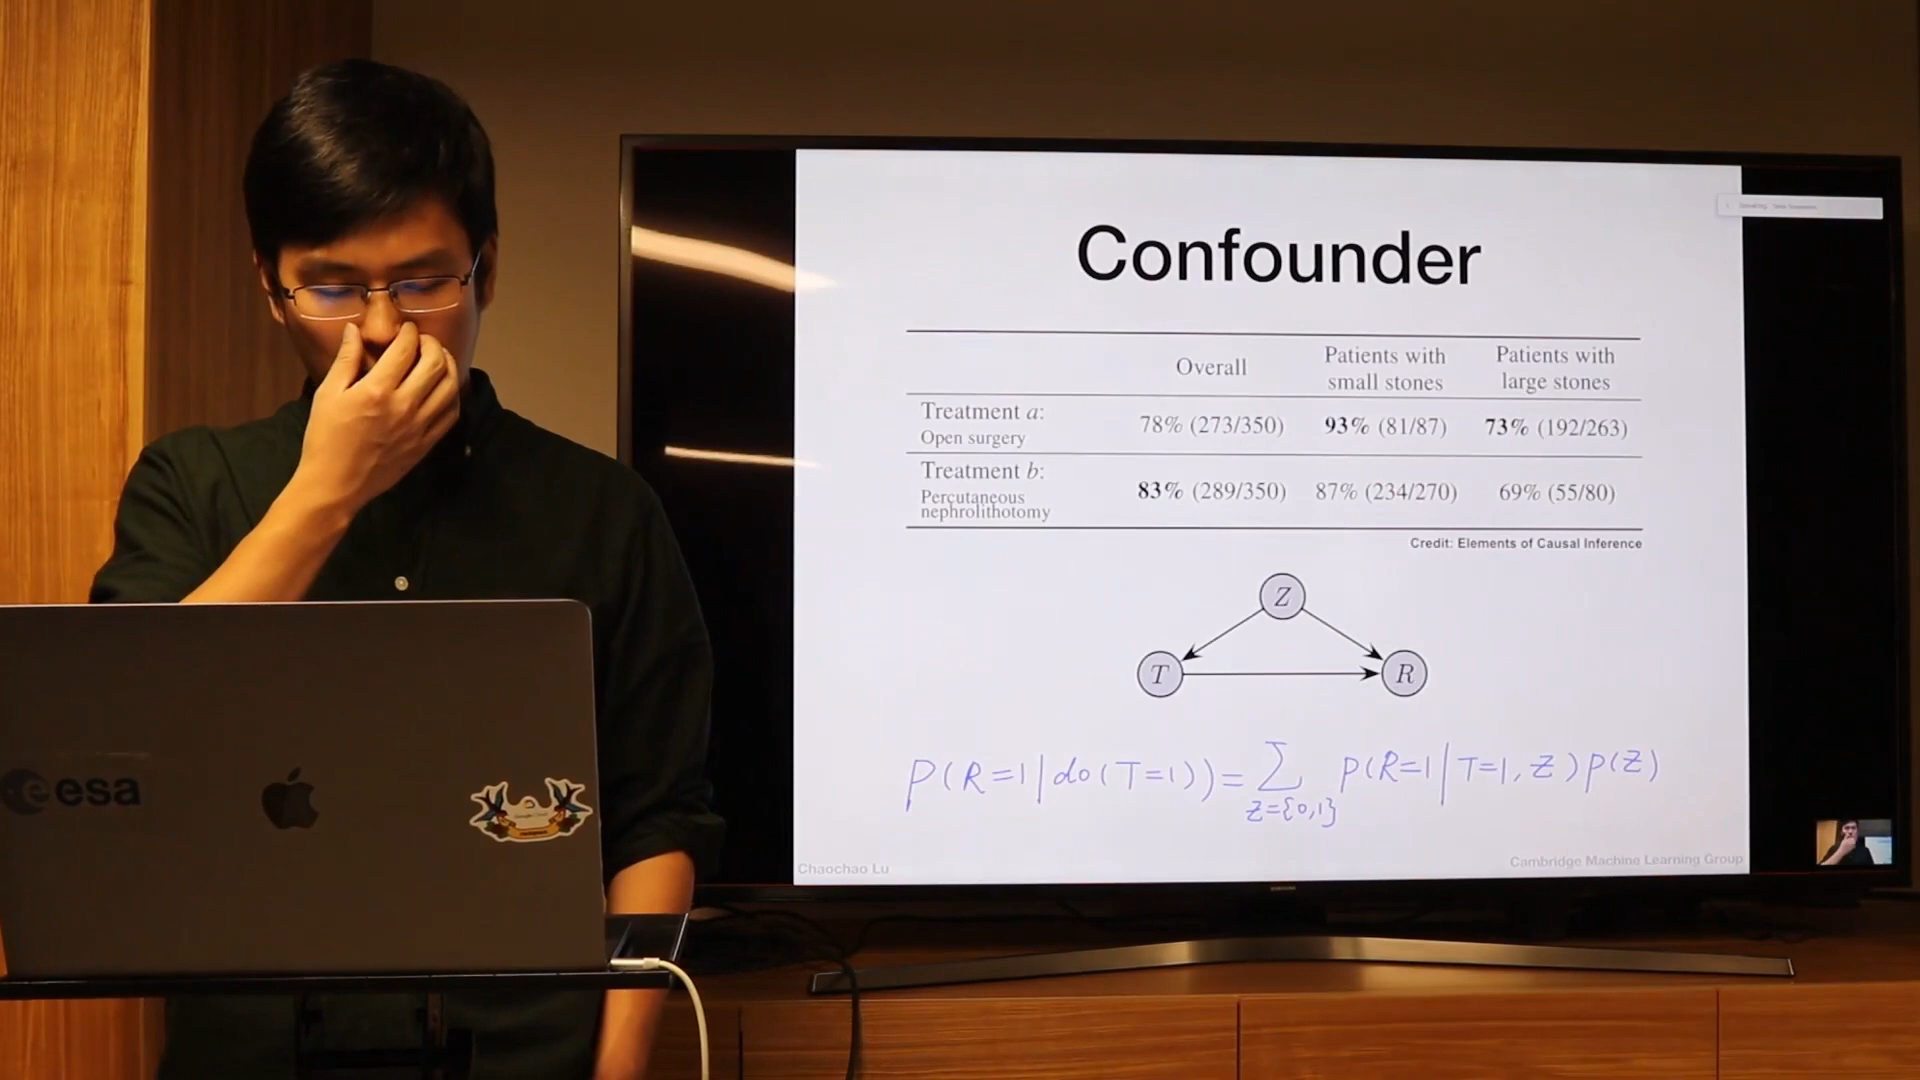 Confounder
Overall
Patients with
small stones
Patients with
large stones
Treatment a:
Open surgery
78% (273/350)
93% (81/87)
73% (192/263)
Treatment b:
Percutaneous
nephrolithotomy
83% (289/350)
87% (234/270)
69% (55/80)
Credit: Elements of Causal Inference
Z
T
R
P(R=1|do(T=1))=∑ P(R=1|T=1,Z)P(Z)
Z={0,1}
Chaochao Lu
Cambridge Machine Learning Group
esa